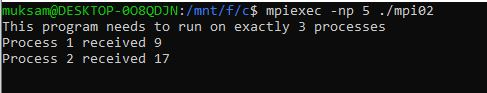 muksam@DESKTOP-0O8QDJN:/mnt/f/c$ mpiexec -np 5 ./mpi02
This program needs to run on exactly 3 processes
Process 1 received 9
Process 2 received 17